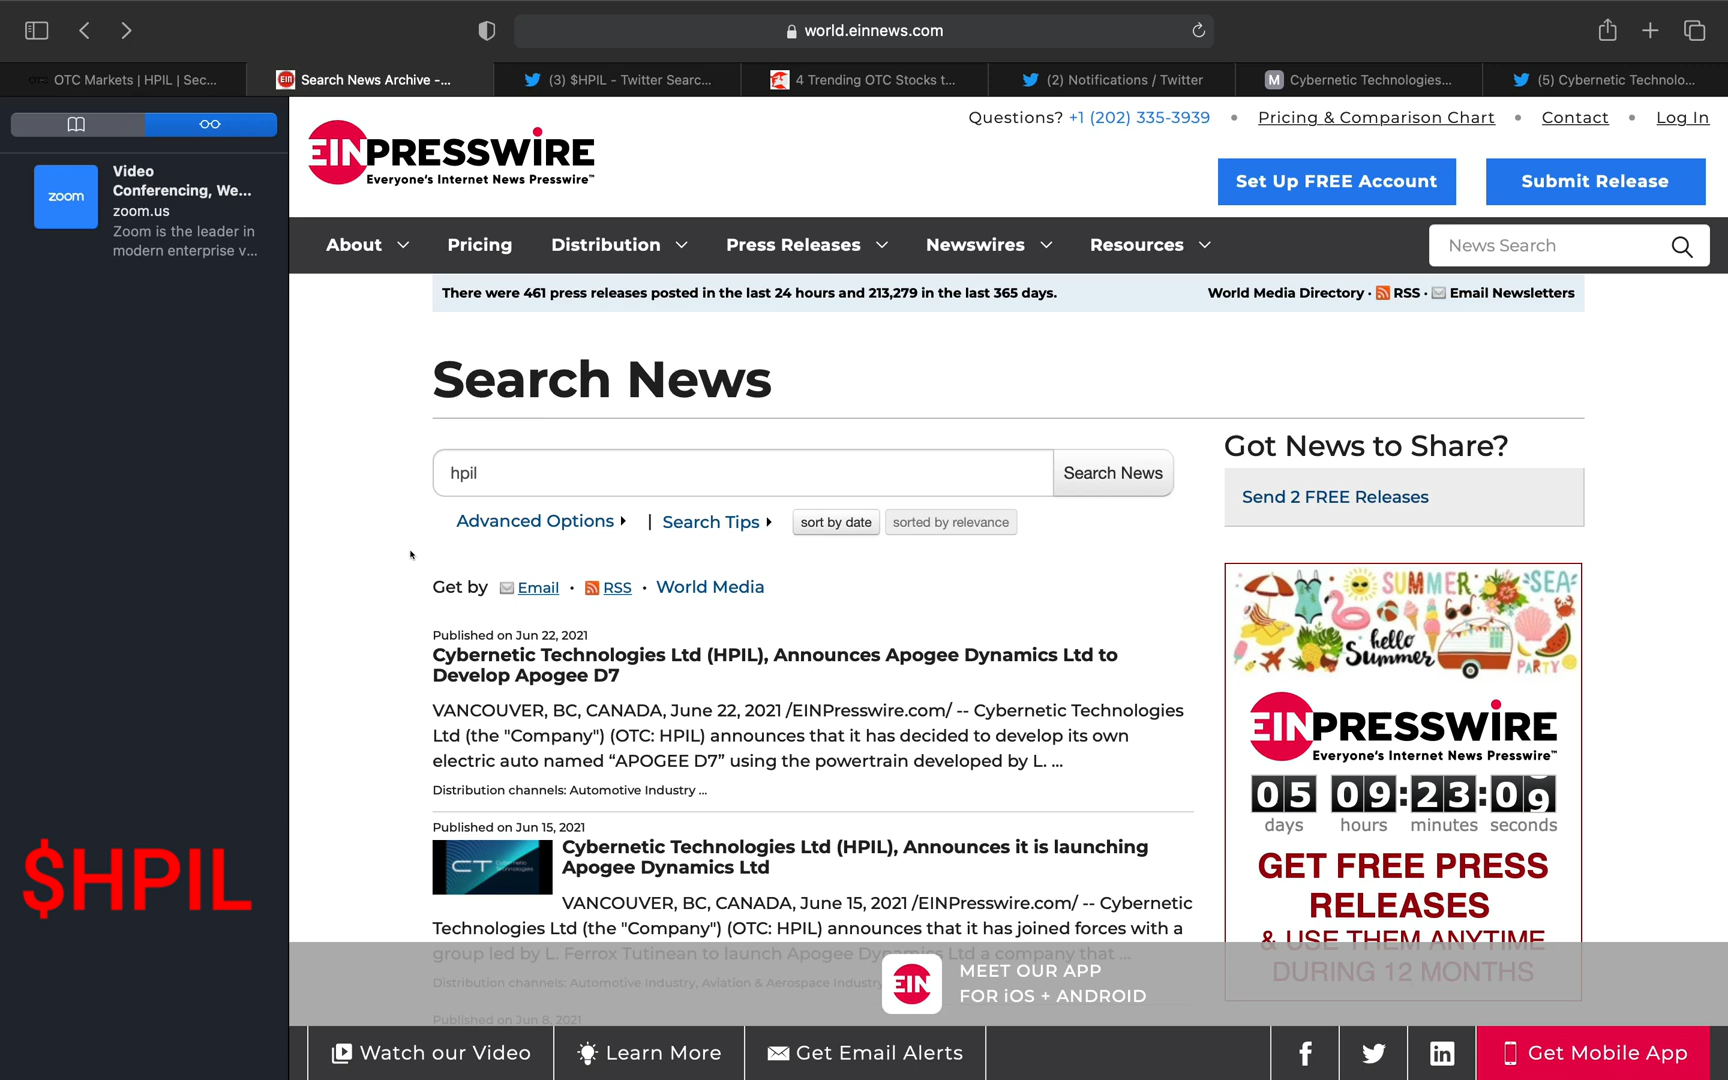 world.einnews.com
OTC Markets | HPIL | Sec...
Search News Archive -...
(3) $HPIL - Twitter Searc...
4 Trending OTC Stocks t...
(2) Notifications / Twitter
M Cybernetic Technologies...
(5) Cybernetic Technolo...
zoom
Video
Conferencing, We...
zoom.us
Zoom is the leader in
modern enterprise v...
$HPIL
Questions? +1 (202) 335-3939 • Pricing & Comparison Chart • Contact • Log In
EINPRESSWIRE
Everyone's Internet News Presswire™
Set Up FREE Account
Submit Release
About
Pricing
Distribution
Press Releases
Newswires
Resources
News Search
There were 461 press releases posted in the last 24 hours and 213,279 in the last 365 days.
World Media Directory · RSS · Email Newsletters
Search News
hpil
Search News
Advanced Options | Search Tips
sort by date
sorted by relevance
Get by Email · RSS · World Media
Published on Jun 22, 2021
Cybernetic Technologies Ltd (HPIL), Announces Apogee Dynamics Ltd to
Develop Apogee D7
VANCOUVER, BC, CANADA, June 22, 2021 /EINPresswire.com/ -- Cybernetic Technologies
Ltd (the "Company") (OTC: HPIL) announces that it has decided to develop its own
electric auto named “APOGEE D7” using the powertrain developed by L. ...
Distribution channels: Automotive Industry ...
Published on Jun 15, 2021
CT Cybernetic
Technologies
Cybernetic Technologies Ltd (HPIL), Announces it is launching
Apogee Dynamics Ltd
VANCOUVER, BC, CANADA, June 15, 2021 /EINPresswire.com/ -- Cybernetic
Technologies Ltd (the "Company") (OTC: HPIL) announces that it has joined forces with a
group led by L. Ferrox Tutinean to launch Apogee Dynamics Ltd a company that ...
Distribution channels: Automotive Industry, Aviation & Aerospace Industry
Published on Jun 8, 2021
Got News to Share?
Send 2 FREE Releases
SUMMER SEA
hello
Summer
PARTY
EINPRESSWIRE
Everyone's Internet News Presswire™
05 09:23:09
days hours minutes seconds
GET FREE PRESS
RELEASES
& USE THEM ANYTIME
DURING 12 MONTHS
EIN
MEET OUR APP
FOR iOS + ANDROID
Watch our Video
Learn More
Get Email Alerts
Get Mobile App